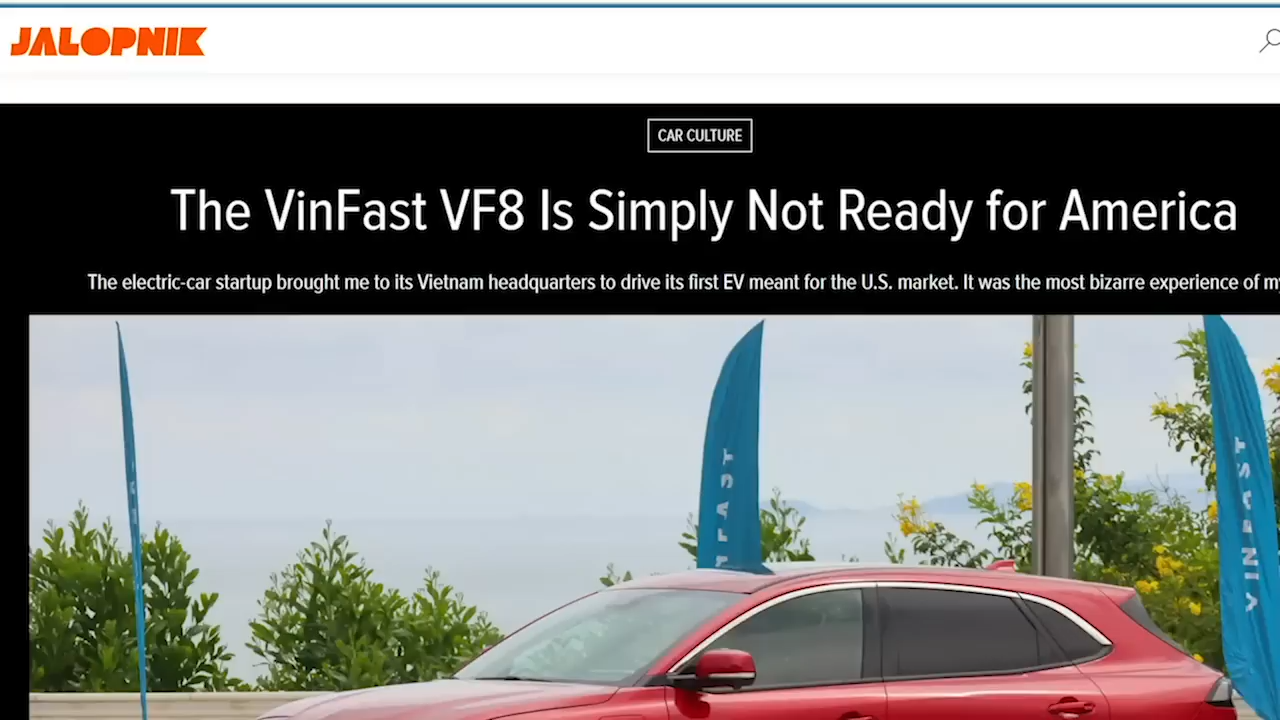 JALOPNIK
CAR CULTURE
The VinFast VF8 Is Simply Not Ready for America
The electric-car startup brought me to its Vietnam headquarters to drive its first EV meant for the U.S. market. It was the most bizarre experience of
VINFAST